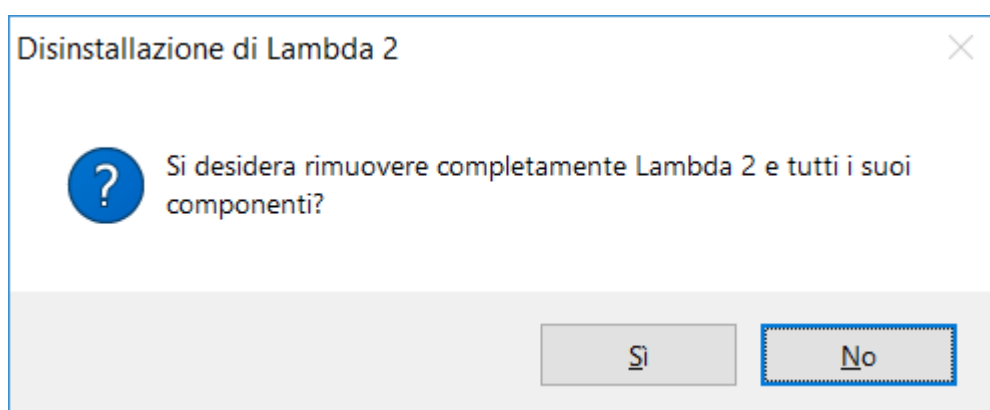 Disinstallazione di Lambda 2
Si desidera rimuovere completamente Lambda 2 e tutti i suoi
componenti?
Sì
No